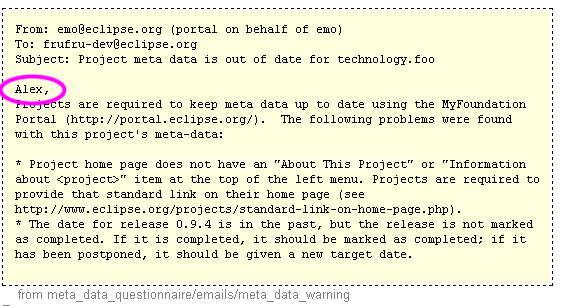 From: emo@eclipse.org (portal on behalf of emo)
To: frufru-dev@eclipse.org
Subject: Project meta data is out of date for technology.foo
Alex,
Projects are required to keep meta data up to date using the MyFoundation
Portal (http://portal.eclipse.org/).  The following problems were found
with this project's meta-data:
* Project home page does not have an "About This Project" or "Information
about <project>" item at the top of the left menu. Projects are required to
provide that standard link on their home page (see
http://www.eclipse.org/projects/standard-link-on-home-page.php).
* The date for release 0.9.4 is in the past, but the release is not marked
as completed. If it is completed, it should be marked as completed; if it
has been postponed, it should be given a new target date.
from meta_data_questionnaire/emails/meta_data_warning